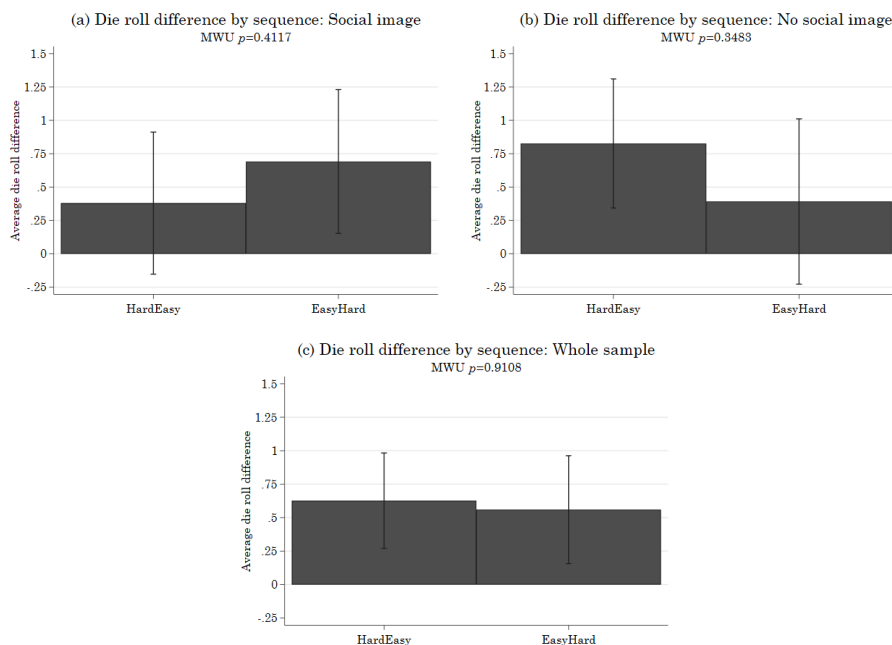 (a) Die roll difference by sequence: Social image
MWU p=0.4117
Average die roll difference
1.5
1.25
1
.75
.5
.25
0
-.25
HardEasy
EasyHard
(b) Die roll difference by sequence: No social image
MWU p=0.3483
Average die roll difference
1.5
1.25
1
.75
.5
.25
0
-.25
HardEasy
EasyHard
(c) Die roll difference by sequence: Whole sample
MWU p=0.9108
Average die roll difference
1.5
1.25
1
.75
.5
.25
0
-.25
HardEasy
EasyHard